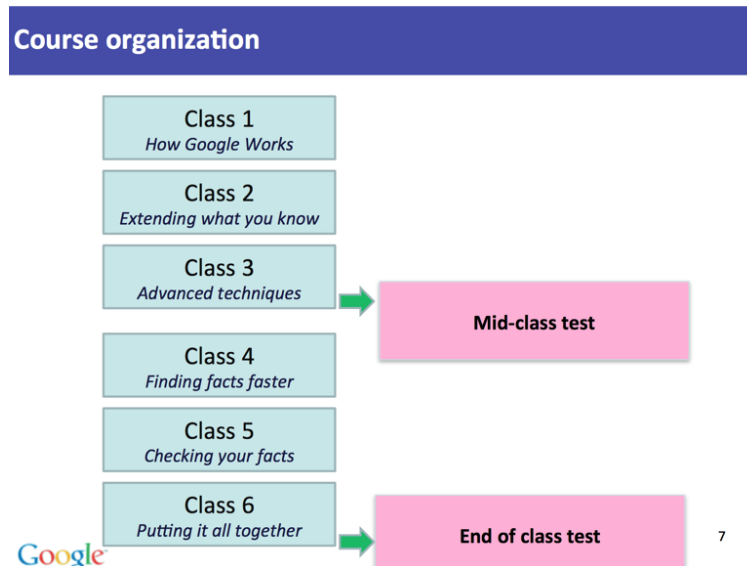 Course organization
Class 1
How Google Works
Class 2
Extending what you know
Class 3
Advanced techniques
Mid-class test
Class 4
Finding facts faster
Class 5
Checking your facts
Class 6
Putting it all together
End of class test
7
Google